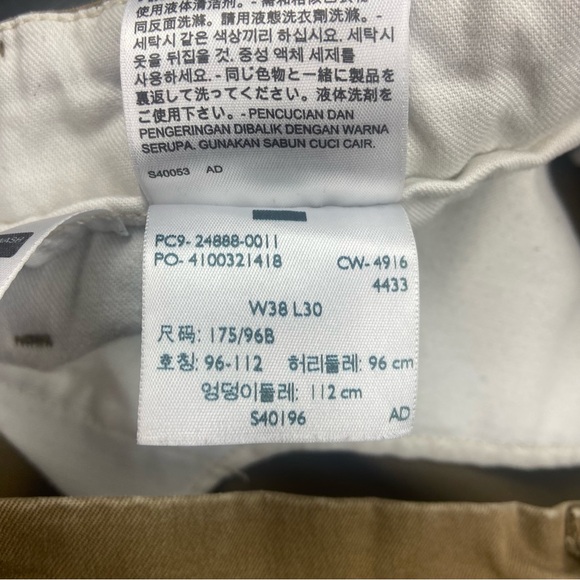 同反面洗滌。請用液態洗衣劑洗滌。-
세탁시 같은 색상끼리 하십시요. 세탁시
옷을 뒤집을 것. 중성 액체 세제를
사용하세요. - 同じ色物と一緒に製品を
裏返して洗ってください。液体洗剤をご
使用下さい。- PENCUCIAN DAN
PENGERINGAN DIBALIK DENGAN WARNA
SERUPA. GUNAKAN SABUN CUCI CAIR.
S40053 AD
PC9- 24888-0011
PO- 4100321418 CW- 4916
4433
W38 L30
尺码: 175/96B
호칭: 96-112 허리둘레: 96 cm
엉덩이둘레: 112 cm
S40196 AD